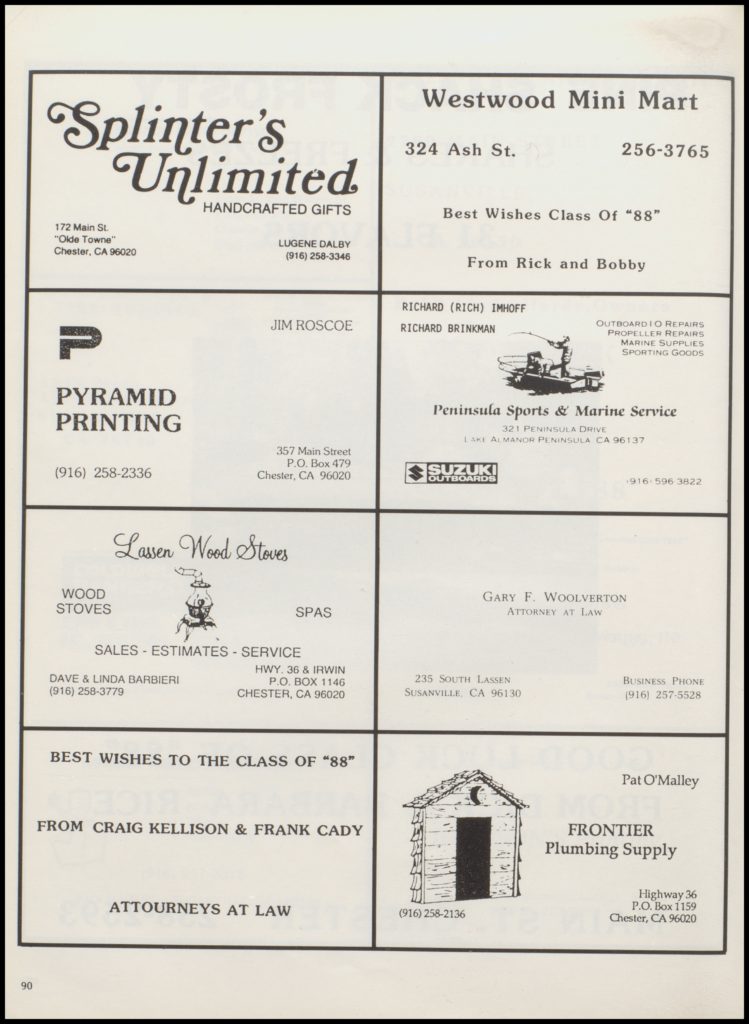 Splinter's
Unlimited
HANDCRAFTED GIFTS
172 Main St.
"Olde Towne"
Chester, CA 96020
LUGENE DALBY
(916) 258-3346
Westwood Mini Mart
324 Ash St. 256-3765
Best Wishes Class Of "88"
From Rick and Bobby
P
JIM ROSCOE
PYRAMID
PRINTING
(916) 258-2336
357 Main Street
P.O. Box 479
Chester, CA 96020
RICHARD (RICH) IMHOFF
RICHARD BRINKMAN
OUTBOARD I O REPAIRS
PROPELLER REPAIRS
MARINE SUPPLIES
SPORTING GOODS
Peninsula Sports & Marine Service
321 PENINSULA DRIVE
LAKE ALMANOR PENINSULA CA 96137
SUZUKI
OUTBOARDS
(916) 596-3822
Lassen Wood Stoves
WOOD
STOVES
SPAS
SALES - ESTIMATES - SERVICE
DAVE & LINDA BARBIERI
(916) 258-3779
HWY. 36 & IRWIN
P.O. BOX 1146
CHESTER, CA 96020
GARY F. WOOLVERTON
ATTORNEY AT LAW
235 SOUTH LASSEN
SUSANVILLE, CA 96130
BUSINESS PHONE
(916) 257-5528
BEST WISHES TO THE CLASS OF "88"
FROM CRAIG KELLISON & FRANK CADY
ATTOURNEYS AT LAW
Pat O'Malley
FRONTIER
Plumbing Supply
(916) 258-2136
Highway 36
P.O. Box 1159
Chester, CA 96020
90